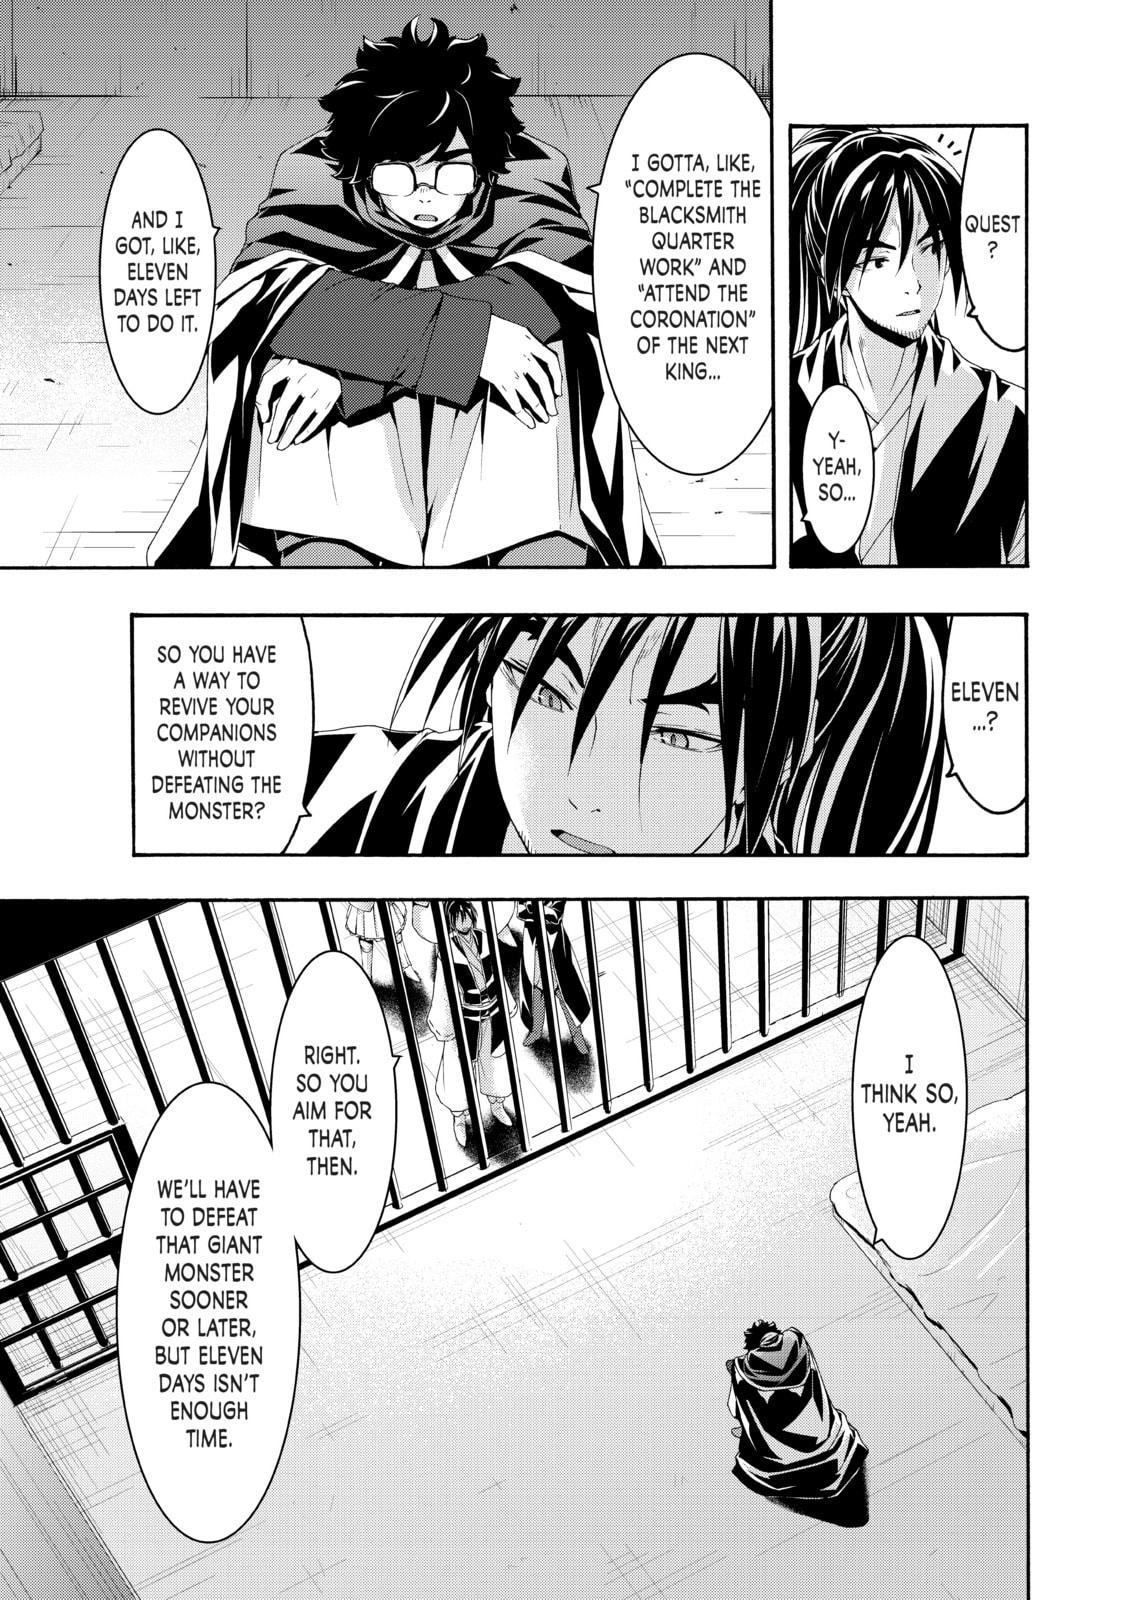 QUEST
?
Y-
YEAH,
SO...
I GOTTA, LIKE,
“COMPLETE THE
BLACKSMITH
QUARTER
WORK” AND
“ATTEND THE
CORONATION”
OF THE NEXT
KING...
AND I
GOT, LIKE,
ELEVEN
DAYS LEFT
TO DO IT.
ELEVEN
...?
SO YOU HAVE
A WAY TO
REVIVE YOUR
COMPANIONS
WITHOUT
DEFEATING THE
MONSTER?
I
THINK SO,
YEAH.
RIGHT.
SO YOU
AIM FOR
THAT,
THEN.
WE’LL HAVE
TO DEFEAT
THAT GIANT
MONSTER
SOONER
OR LATER,
BUT ELEVEN
DAYS ISN’T
ENOUGH
TIME.